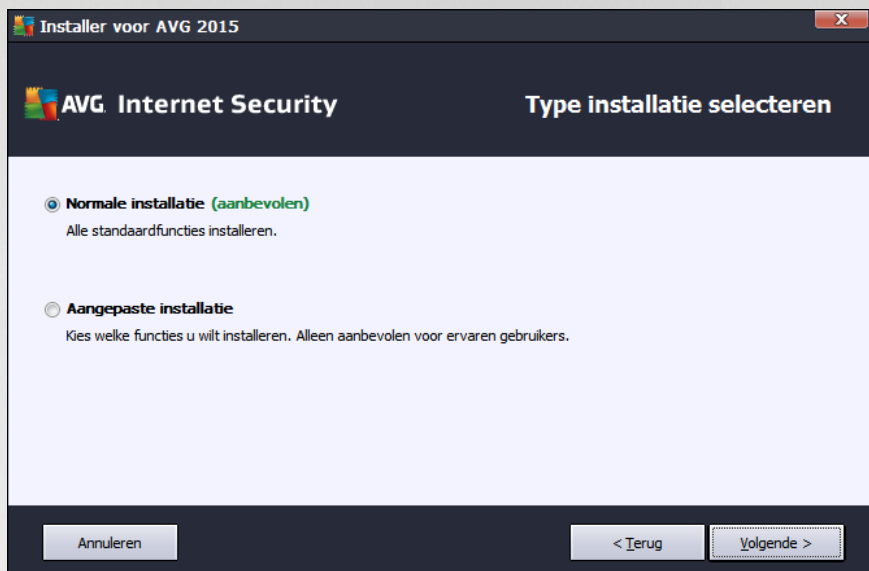 Installer voor AVG 2015
X
AVG. Internet Security
Type installatie selecteren
Normale installatie (aanbevolen)
Alle standaardfuncties installeren.
Aangepaste installatie
Kies welke functies u wilt installeren. Alleen aanbevolen voor ervaren gebruikers.
Annuleren
< Terug
Volgende >